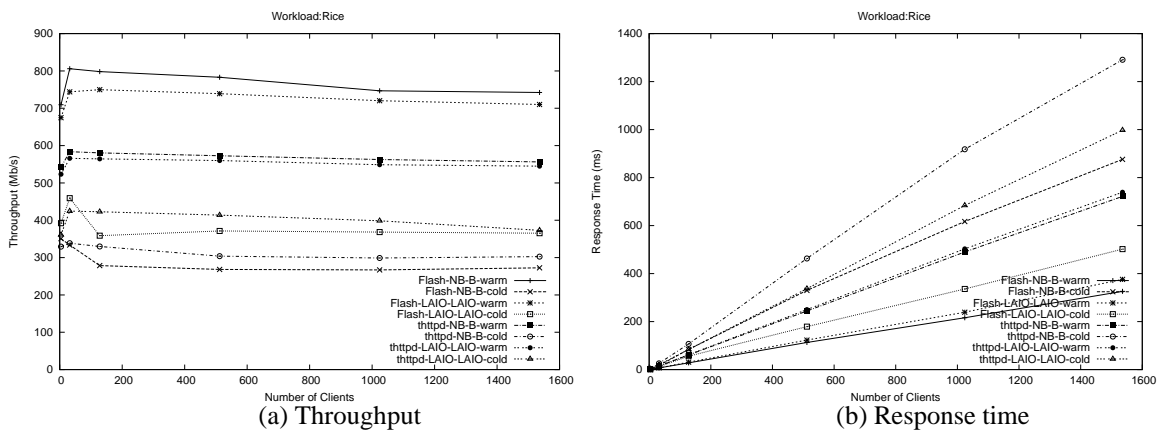 Workload:Rice
Throughput (Mb/s)
900
800
700
600
500
400
300
200
100
0
Flash-NB-B-warm
Flash-NB-B-cold
Flash-LAIO-LAIO-warm
Flash-LAIO-LAIO-cold
thttpd-NB-B-warm
thttpd-NB-B-cold
thttpd-LAIO-LAIO-warm
thttpd-LAIO-LAIO-cold
0 200 400 600 800 1000 1200 1400 1600
Number of Clients
(a) Throughput
Workload:Rice
Response Time (ms)
1400
1200
1000
800
600
400
200
0
Flash-NB-B-warm
Flash-NB-B-cold
Flash-LAIO-LAIO-warm
Flash-LAIO-LAIO-cold
thttpd-NB-B-warm
thttpd-NB-B-cold
thttpd-LAIO-LAIO-warm
thttpd-LAIO-LAIO-cold
0 200 400 600 800 1000 1200 1400 1600
Number of Clients
(b) Response time